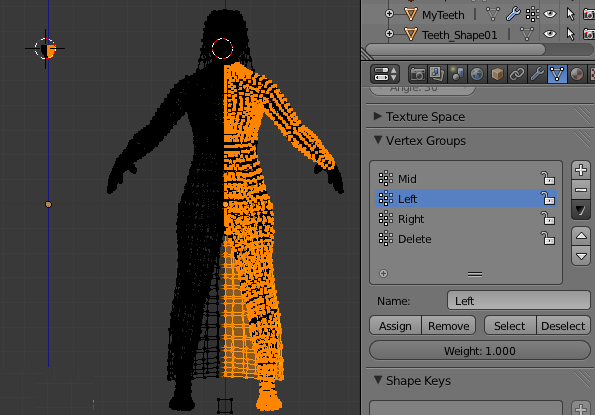 MyTeeth
Teeth_Shape01
Angle: 30
Texture Space
Vertex Groups
Mid
Left
Right
Delete
Name:
Left
Assign Remove Select Deselect
Weight: 1.000
Shape Keys